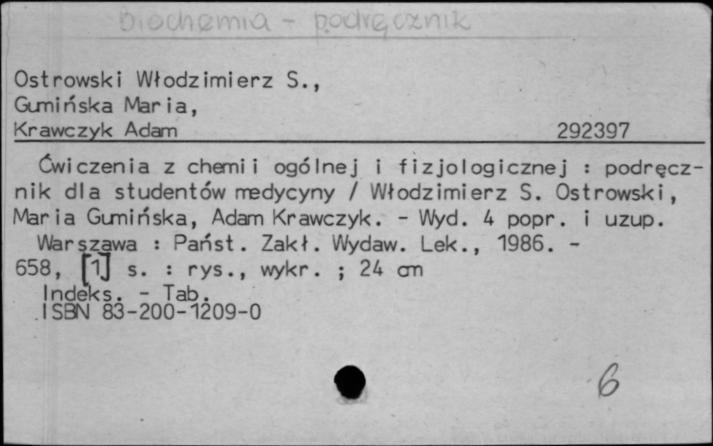 Biochemia - podręcznik
Ostrowski Włodzimierz S.,
Gumińska Maria,
Krawczyk Adam 292397
Ćwiczenia z chemii ogólnej i fizjologicznej : podręcz-
nik dla studentów medycyny / Włodzimierz S. Ostrowski,
Maria Gumińska, Adam Krawczyk. - Wyd. 4 popr. i uzup.
Warszawa : Państ. Zakł. Wydaw. Lek., 1986. -
658, [1] s. : rys., wykr. ; 24 cm
Indeks. - Tab.
ISBN 83-200-1209-0
6